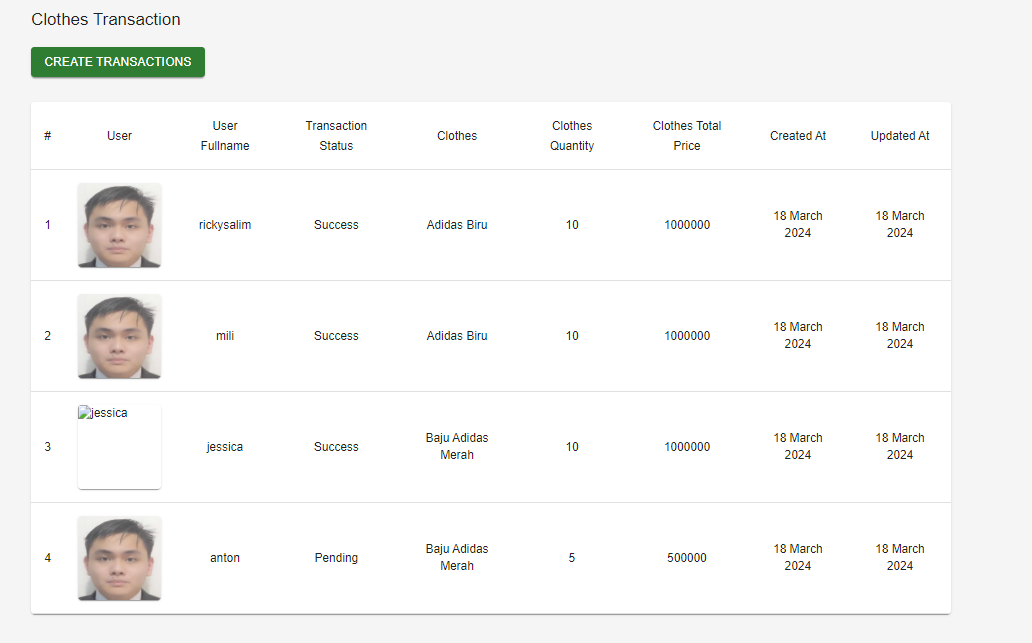 Clothes Transaction
CREATE TRANSACTIONS
# User User Fullname Transaction Status Clothes Clothes Quantity Clothes Total Price Created At Updated At
1 rickysalim Success Adidas Biru 10 1000000 18 March 2024 18 March 2024
2 mili Success Adidas Biru 10 1000000 18 March 2024 18 March 2024
3 jessica jessica Success Baju Adidas Merah 10 1000000 18 March 2024 18 March 2024
4 anton Pending Baju Adidas Merah 5 500000 18 March 2024 18 March 2024